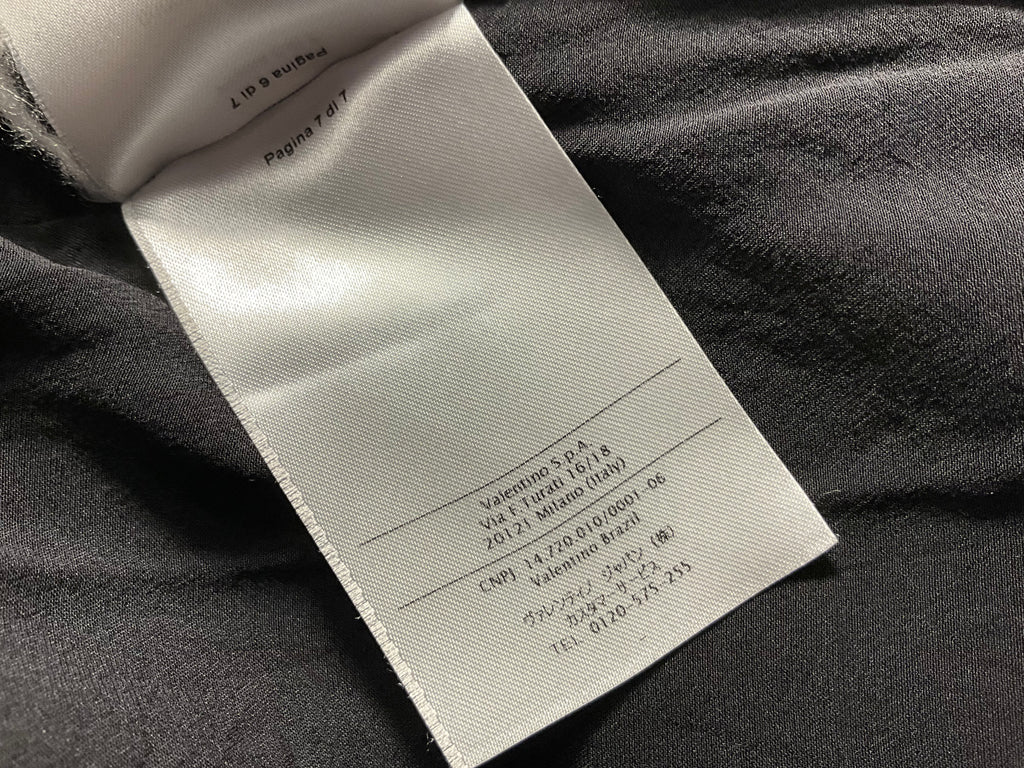 Pagina 6 di 7
Pagina 7 di 7
Valentino S.p.A.
Via F. Turati 16/18
20121 Milano (Italy)
CNPJ 14.720.010/0001-06
Valentino Brazil
ヴァレンティノ ジャパン (株)
カスタマーサービス
TEL. 0120-575-255